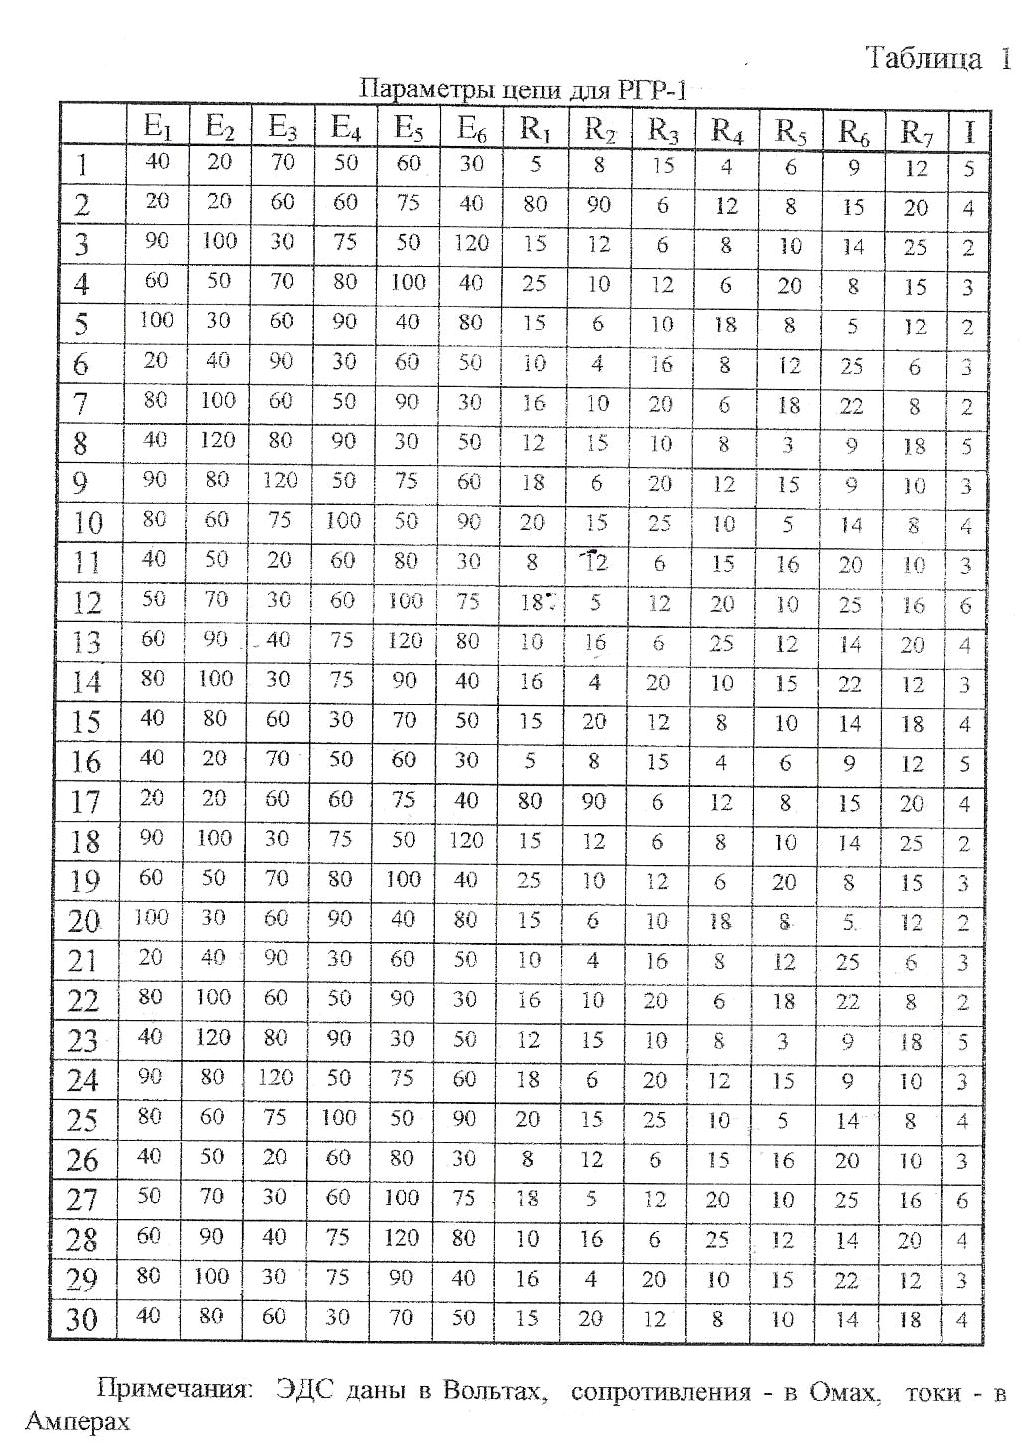 Таблица 1
Параметры цепи для РГР-1
E1 E2 E3 E4 E5 E6 R1 R2 R3 R4 R5 R6 R7 I
1 40 20 70 50 60 30 5 8 15 4 6 9 12 5
2 20 20 60 60 75 40 80 90 6 12 8 15 20 4
3 90 100 30 75 50 120 15 12 6 8 10 14 25 2
4 60 50 70 80 100 40 25 10 12 6 20 8 15 3
5 100 30 60 90 40 80 15 6 10 18 8 5 12 2
6 20 40 90 30 60 50 10 4 16 8 12 25 6 3
7 80 100 60 50 90 30 16 10 20 6 18 22 8 2
8 40 120 80 90 30 50 12 15 10 8 3 9 18 5
9 90 80 120 50 75 60 18 6 20 12 15 9 10 3
10 80 60 75 100 50 90 20 15 25 10 5 14 8 4
11 40 50 20 60 80 30 8 12 6 15 16 20 10 3
12 50 70 30 60 100 75 18 5 12 20 10 25 16 6
13 60 90 40 75 120 80 10 16 6 25 12 14 20 4
14 80 100 30 75 90 40 16 4 20 10 15 22 12 3
15 40 80 60 30 70 50 15 20 12 8 10 14 18 4
16 40 20 70 50 60 30 5 8 15 4 6 9 12 5
17 20 20 60 60 75 40 80 90 6 12 8 15 20 4
18 90 100 30 75 50 120 15 12 6 8 10 14 25 2
19 60 50 70 80 100 40 25 10 12 6 20 8 15 3
20 100 30 60 90 40 80 15 6 10 18 8 5 12 2
21 20 40 90 30 60 50 10 4 16 8 12 25 6 3
22 80 100 60 50 90 30 16 10 20 6 18 22 8 2
23 40 120 80 90 30 50 12 15 10 8 3 9 18 5
24 90 80 120 50 75 60 18 6 20 12 15 9 10 3
25 80 60 75 100 50 90 20 15 25 10 5 14 8 4
26 40 50 20 60 80 30 8 12 6 15 16 20 10 3
27 50 70 30 60 100 75 18 5 12 20 10 25 16 6
28 60 90 40 75 120 80 10 16 6 25 12 14 20 4
29 80 100 30 75 90 40 16 4 20 10 15 22 12 3
30 40 80 60 30 70 50 15 20 12 8 10 14 18 4
Примечания: ЭДС даны в Вольтах, сопротивления - в Омах, токи - в
Амперах